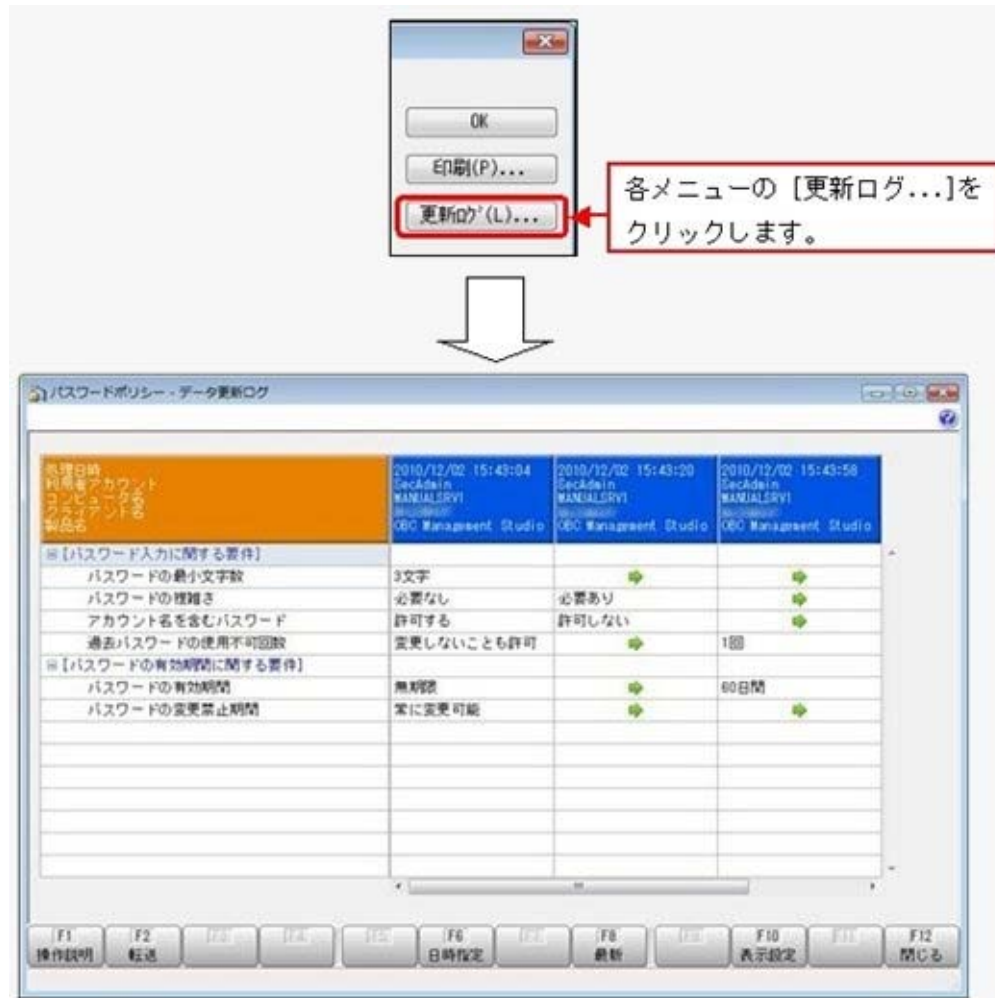 OK
印刷(P)...
更新ログ(L)...
各メニューの [更新ログ...]を
クリックします。
パスワードポリシー - データ更新ログ
処理日時 2010/12/02 15:43:04 2010/12/02 15:43:20 2010/12/02 15:43:58
利用者アカウント SecAdmin SecAdmin SecAdmin
コンピュータ名 MANUALSRV1 MANUALSRV1 MANUALSRV1
クライアント名
製品名 OBC Management Studio OBC Management Studio OBC Management Studio
[パスワード入力に関する要件]
パスワードの最小文字数 3文字
パスワードの複雑さ 必要なし 必要あり
アカウント名を含むパスワード 許可する 許可しない
過去パスワードの使用不可回数 変更しないことも許可 1回
[パスワードの有効期間に関する要件]
パスワードの有効期間 無期限 60日間
パスワードの変更禁止期間 常に変更可能
F1 F2 F3 F4 F5 F6 F7 F8 F9 F10 F11 F12
操作説明 転送 日時指定 最新 表示設定 閉じる